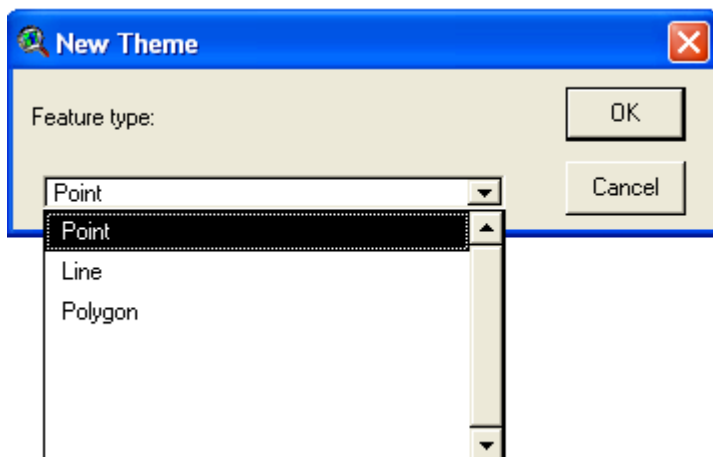 New Theme
Feature type:
OK
Point
Cancel
Point
Line
Polygon